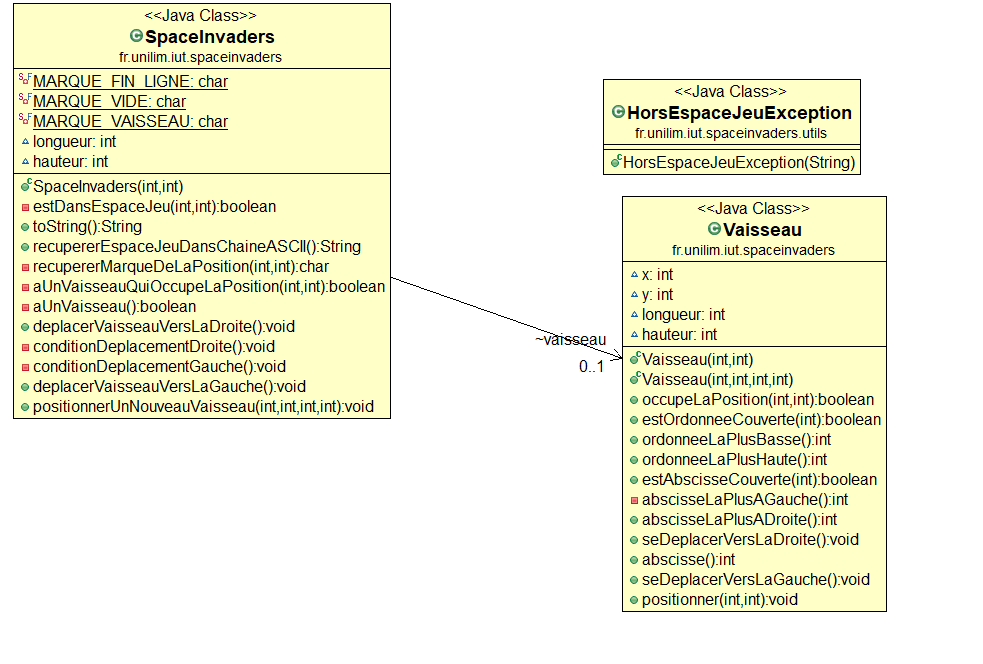 <<Java Class>>
SpaceInvaders
fr.unilim.iut.spaceinvaders
MARQUE_FIN_LIGNE: char
MARQUE_VIDE: char
MARQUE_VAISSEAU: char
longueur: int
hauteur: int
SpaceInvaders(int,int)
estDansEspaceJeu(int,int):boolean
toString():String
recupererEspaceJeuDansChaineASCII():String
recupererMarqueDeLaPosition(int,int):char
aUnVaisseauQuiOccupeLaPosition(int,int):boolean
aUnVaisseau():boolean
deplacerVaisseauVersLaDroite():void
conditionDeplacementDroite():void
conditionDeplacementGauche():void
deplacerVaisseauVersLaGauche():void
positionnerUnNouveauVaisseau(int,int,int,int):void
~vaisseau
0..1
<<Java Class>>
HorsEspaceJeuException
fr.unilim.iut.spaceinvaders.utils
HorsEspaceJeuException(String)
<<Java Class>>
Vaisseau
fr.unilim.iut.spaceinvaders
x: int
y: int
longueur: int
hauteur: int
Vaisseau(int,int)
Vaisseau(int,int,int,int)
occupeLaPosition(int,int):boolean
estOrdonneeCouverte(int):boolean
ordonneeLaPlusBasse():int
ordonneeLaPlusHaute():int
estAbscisseCouverte(int):boolean
abscisseLaPlusAGauche():int
abscisseLaPlusADroite():int
seDeplacerVersLaDroite():void
abscisse():int
seDeplacerVersLaGauche():void
positionner(int,int):void